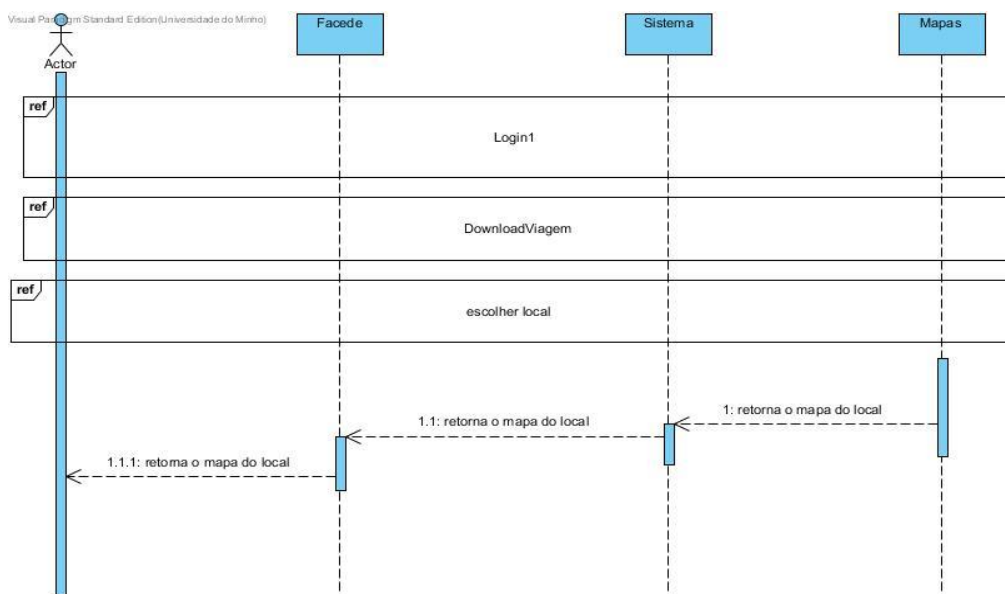 Visual Paradigm Standard Edition(Universidade do Minho)
Facede
Sistema
Mapas
Actor
ref
Login1
ref
DownloadViagem
ref
escolher local
1: retorna o mapa do local
1.1: retorna o mapa do local
1.1.1: retorna o mapa do local